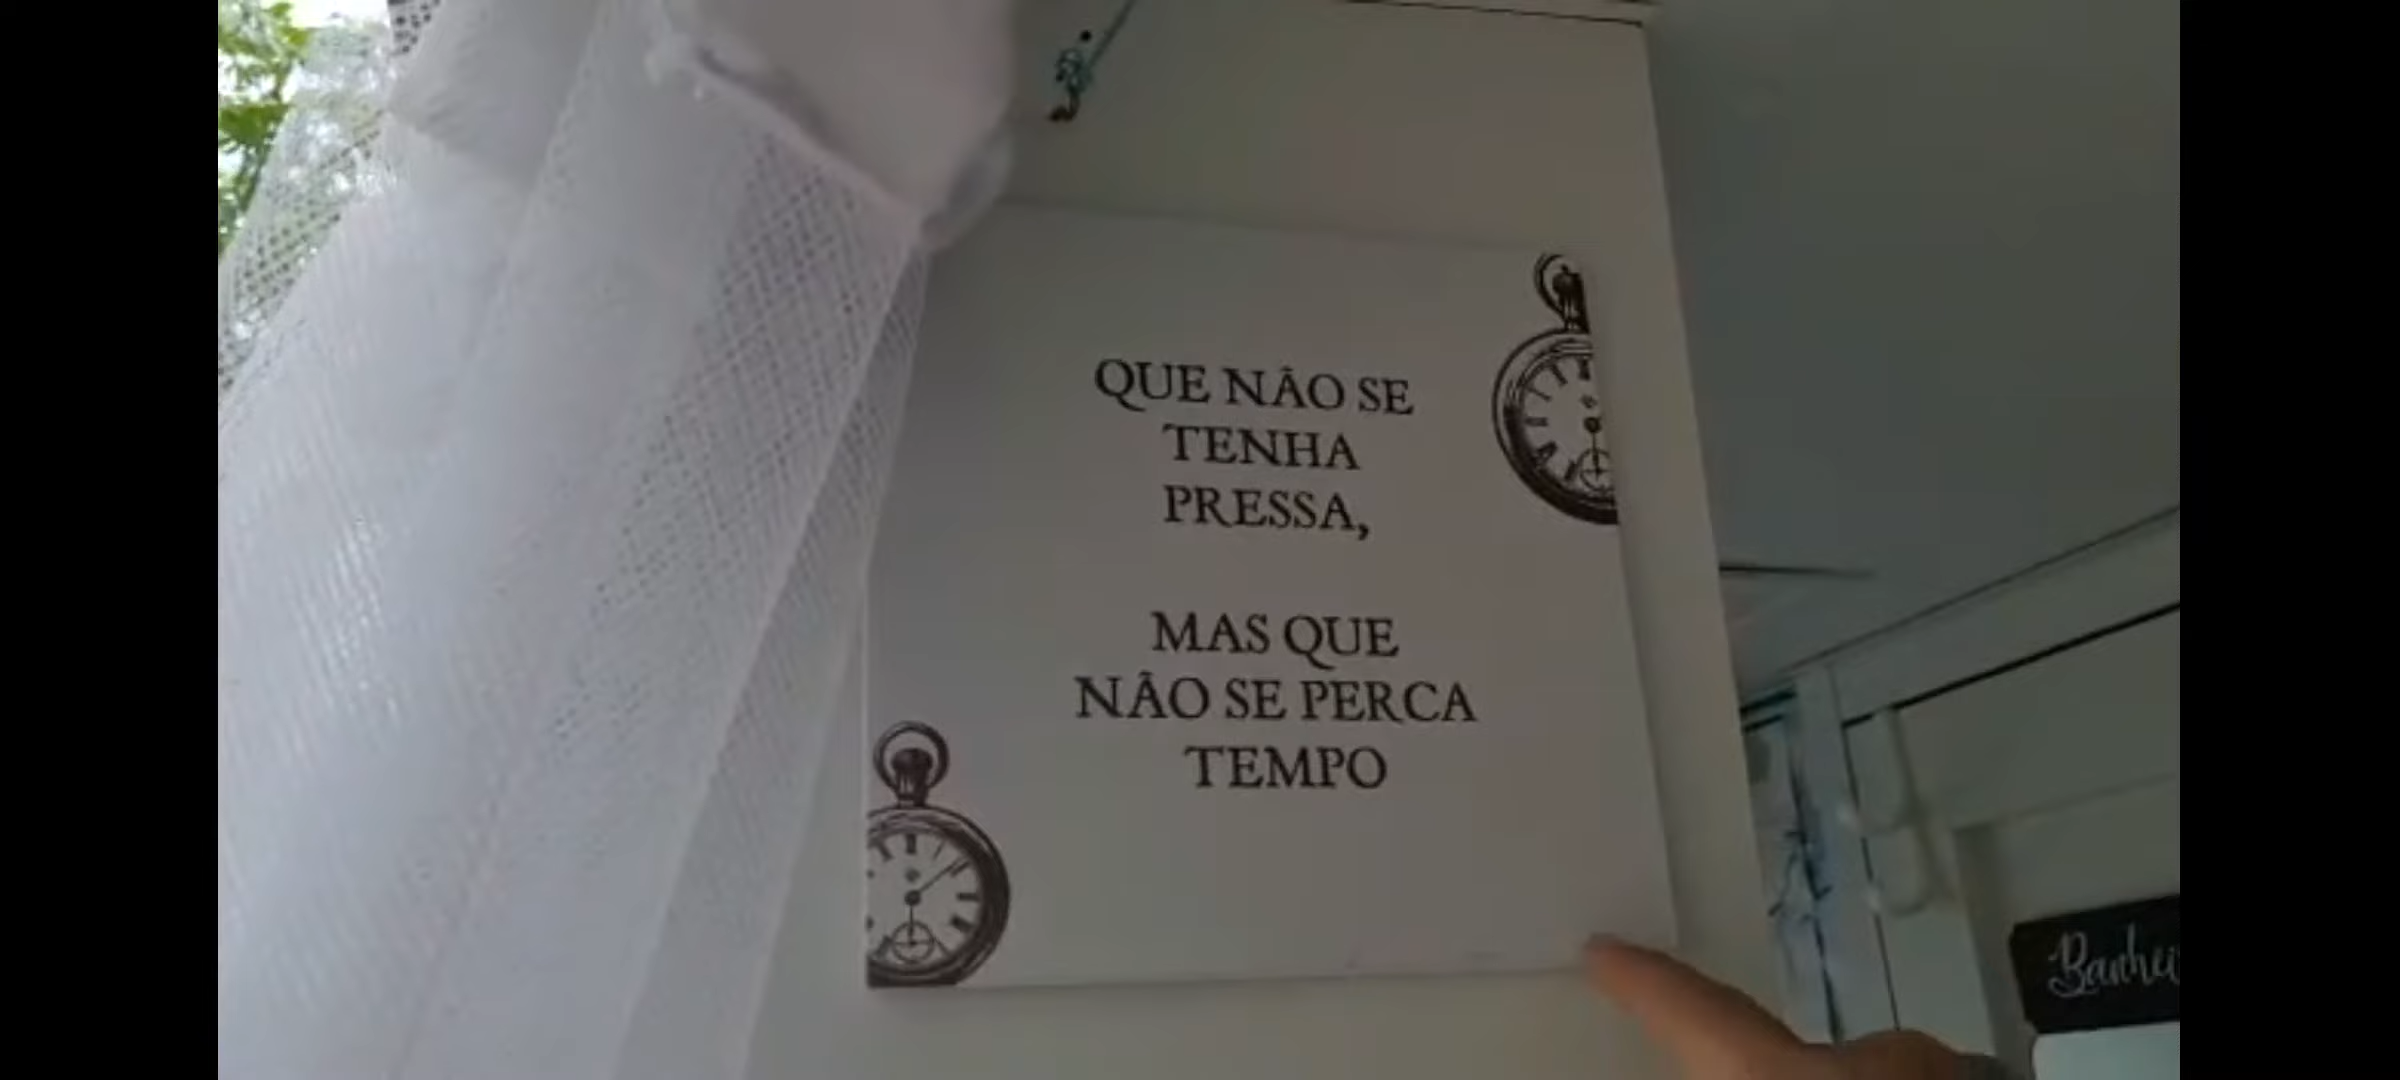 QUE NÃO SE
TENHA
PRESSA,
MAS QUE
NÃO SE PERCA
TEMPO